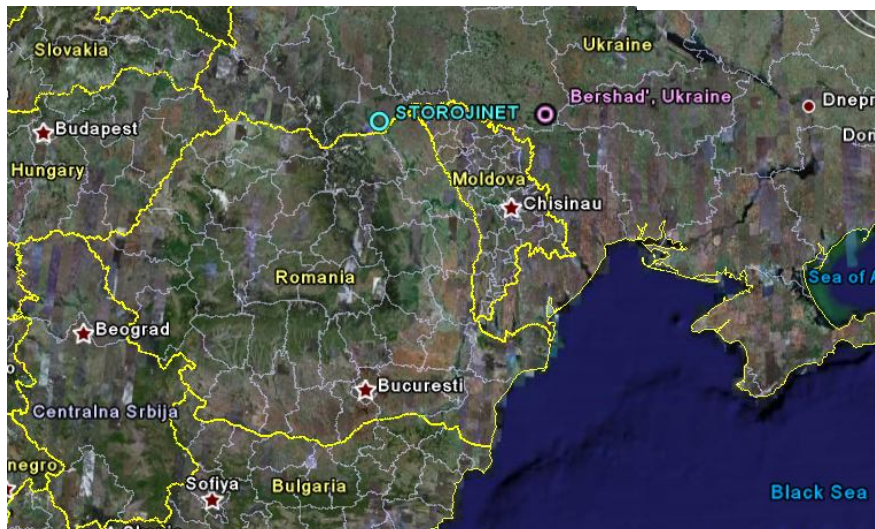 Slovakia
Ukraine
Bershad', Ukraine
Dnepr
STOROJINET
Budapest
Don
Hungary
Moldova
Chisinau
Romania
Sea of A
Beograd
Bucuresti
Centralna Srbija
negro
Sofiya
Bulgaria
Black Sea